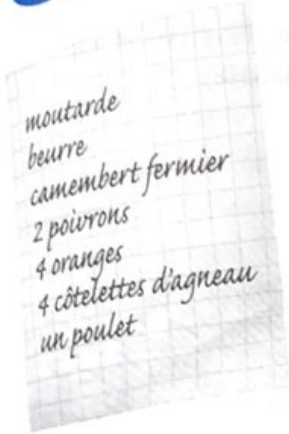 moutarde
beurre
camembert fermier
2 poivrons
4 oranges
4 côtelettes d'agneau
un poulet